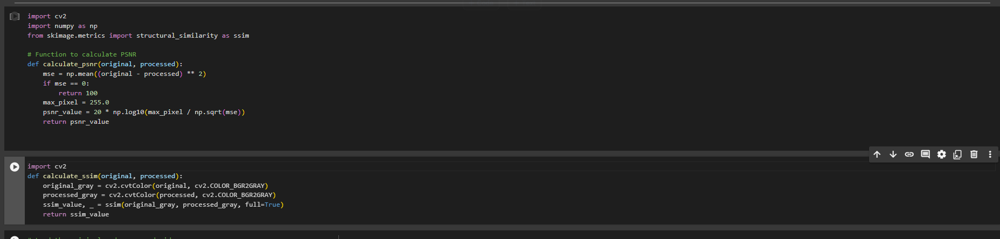 import cv2
import numpy as np
from skimage.metrics import structural_similarity as ssim
# Function to calculate PSNR
def calculate_psnr(original, processed):
    mse = np.mean((original - processed) ** 2)
    if mse == 0:
        return 100
    max_pixel = 255.0
    psnr_value = 20 * np.log10(max_pixel / np.sqrt(mse))
    return psnr_value
import cv2
def calculate_ssim(original, processed):
    original_gray = cv2.cvtColor(original, cv2.COLOR_BGR2GRAY)
    processed_gray = cv2.cvtColor(processed, cv2.COLOR_BGR2GRAY)
    ssim_value, _ = ssim(original_gray, processed_gray, full=True)
    return ssim_value